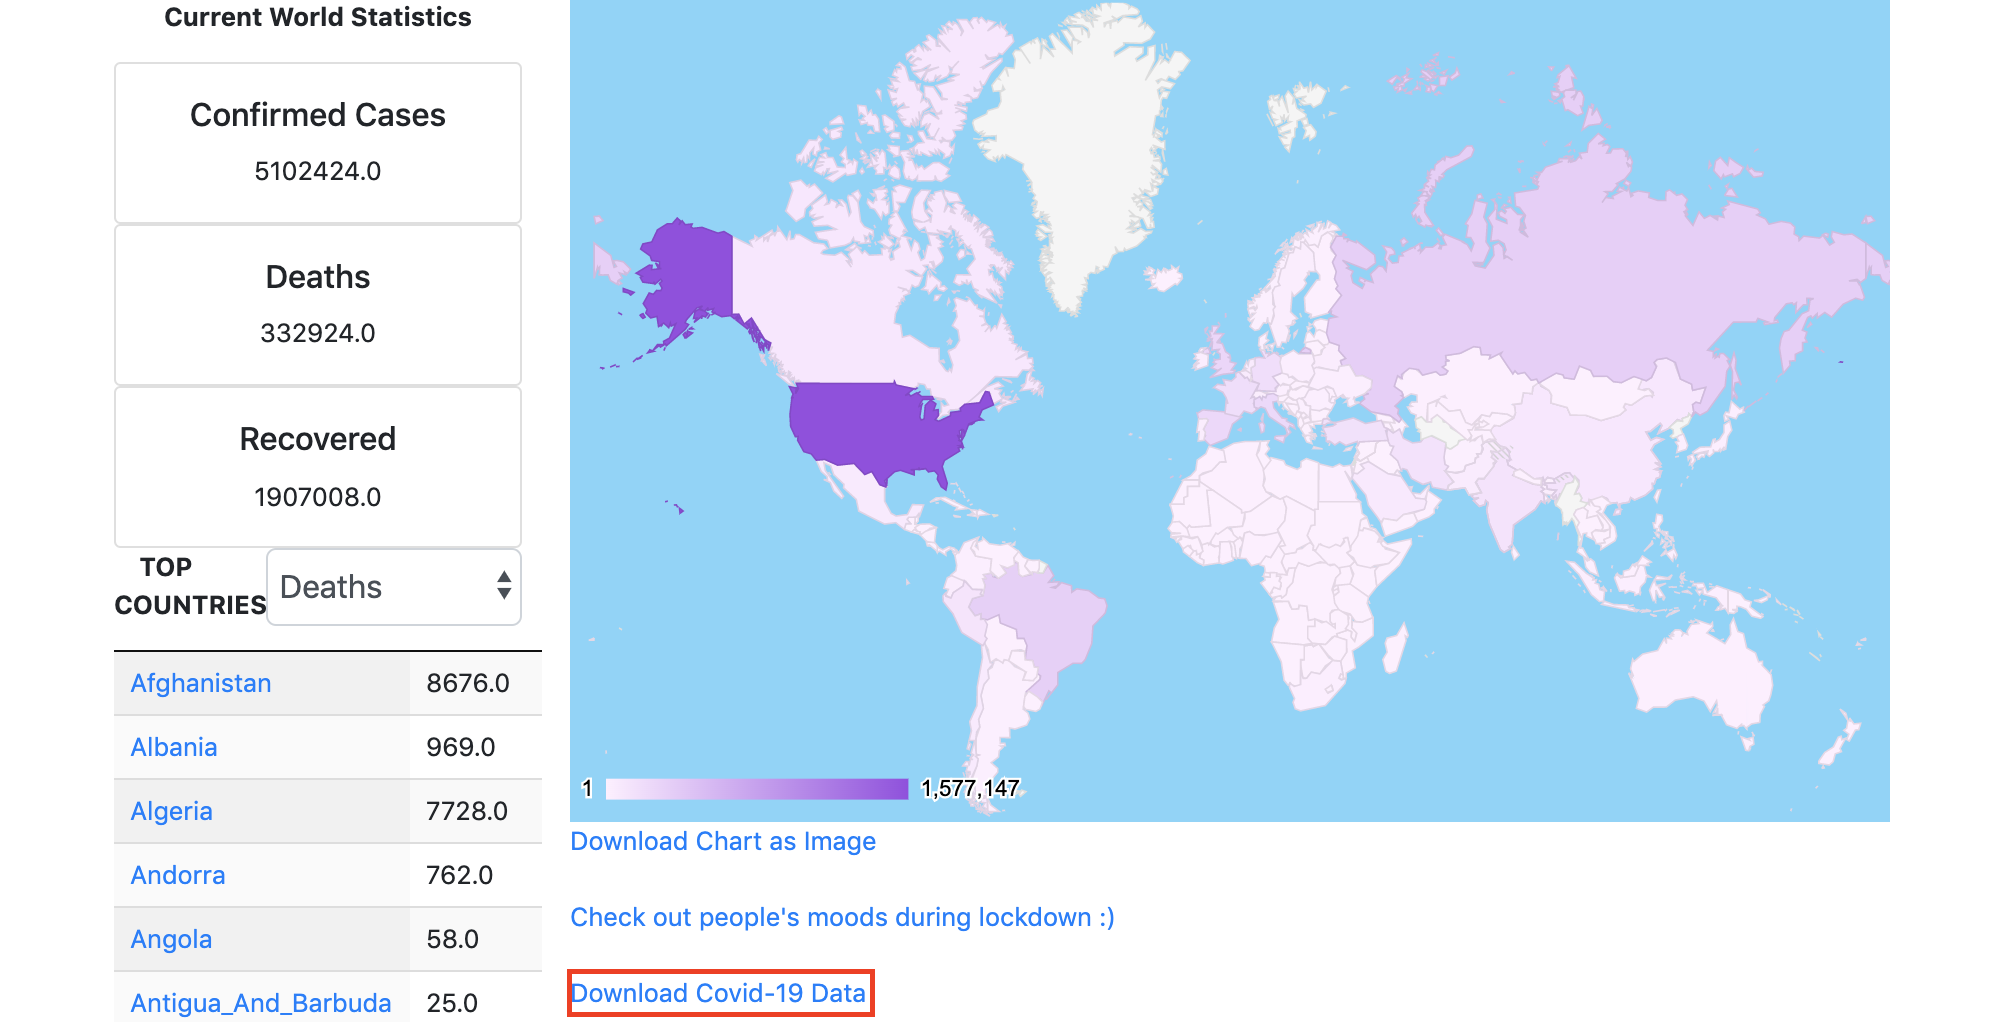 Current World Statistics
Confirmed Cases
5102424.0
Deaths
332924.0
Recovered
1907008.0
TOP
COUNTRIES
Deaths
Afghanistan 8676.0
Albania 969.0
Algeria 7728.0
Andorra 762.0
Angola 58.0
Antigua_And_Barbuda 25.0
1 1,577,147
Download Chart as Image
Check out people's moods during lockdown :)
Download Covid-19 Data